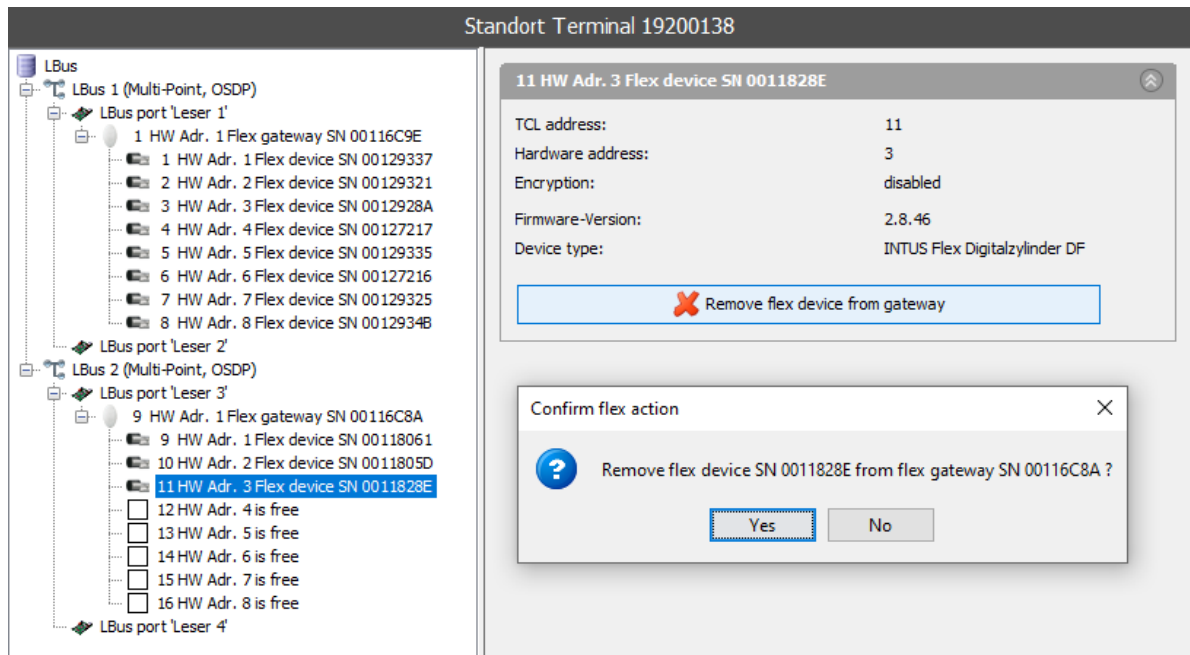 Standort Terminal 19200138
LBus
LBus 1 (Multi-Point, OSDP)
LBus port 'Leser 1'
1 HW Adr. 1 Flex gateway SN 00116C9E
1 HW Adr. 1 Flex device SN 00129337
2 HW Adr. 2 Flex device SN 00129321
3 HW Adr. 3 Flex device SN 0012928A
4 HW Adr. 4 Flex device SN 00127217
5 HW Adr. 5 Flex device SN 00129335
6 HW Adr. 6 Flex device SN 00127216
7 HW Adr. 7 Flex device SN 00129325
8 HW Adr. 8 Flex device SN 0012934B
LBus port 'Leser 2'
LBus 2 (Multi-Point, OSDP)
LBus port 'Leser 3'
9 HW Adr. 1 Flex gateway SN 00116C8A
9 HW Adr. 1 Flex device SN 00118061
10 HW Adr. 2 Flex device SN 0011805D
11 HW Adr. 3 Flex device SN 0011828E
12 HW Adr. 4 is free
13 HW Adr. 5 is free
14 HW Adr. 6 is free
15 HW Adr. 7 is free
16 HW Adr. 8 is free
LBus port 'Leser 4'
11 HW Adr. 3 Flex device SN 0011828E
TCL address: 11
Hardware address: 3
Encryption: disabled
Firmware-Version: 2.8.46
Device type: INTUS Flex Digitalzylinder DF
Remove flex device from gateway
Confirm flex action
Remove flex device SN 0011828E from flex gateway SN 00116C8A ?
Yes No